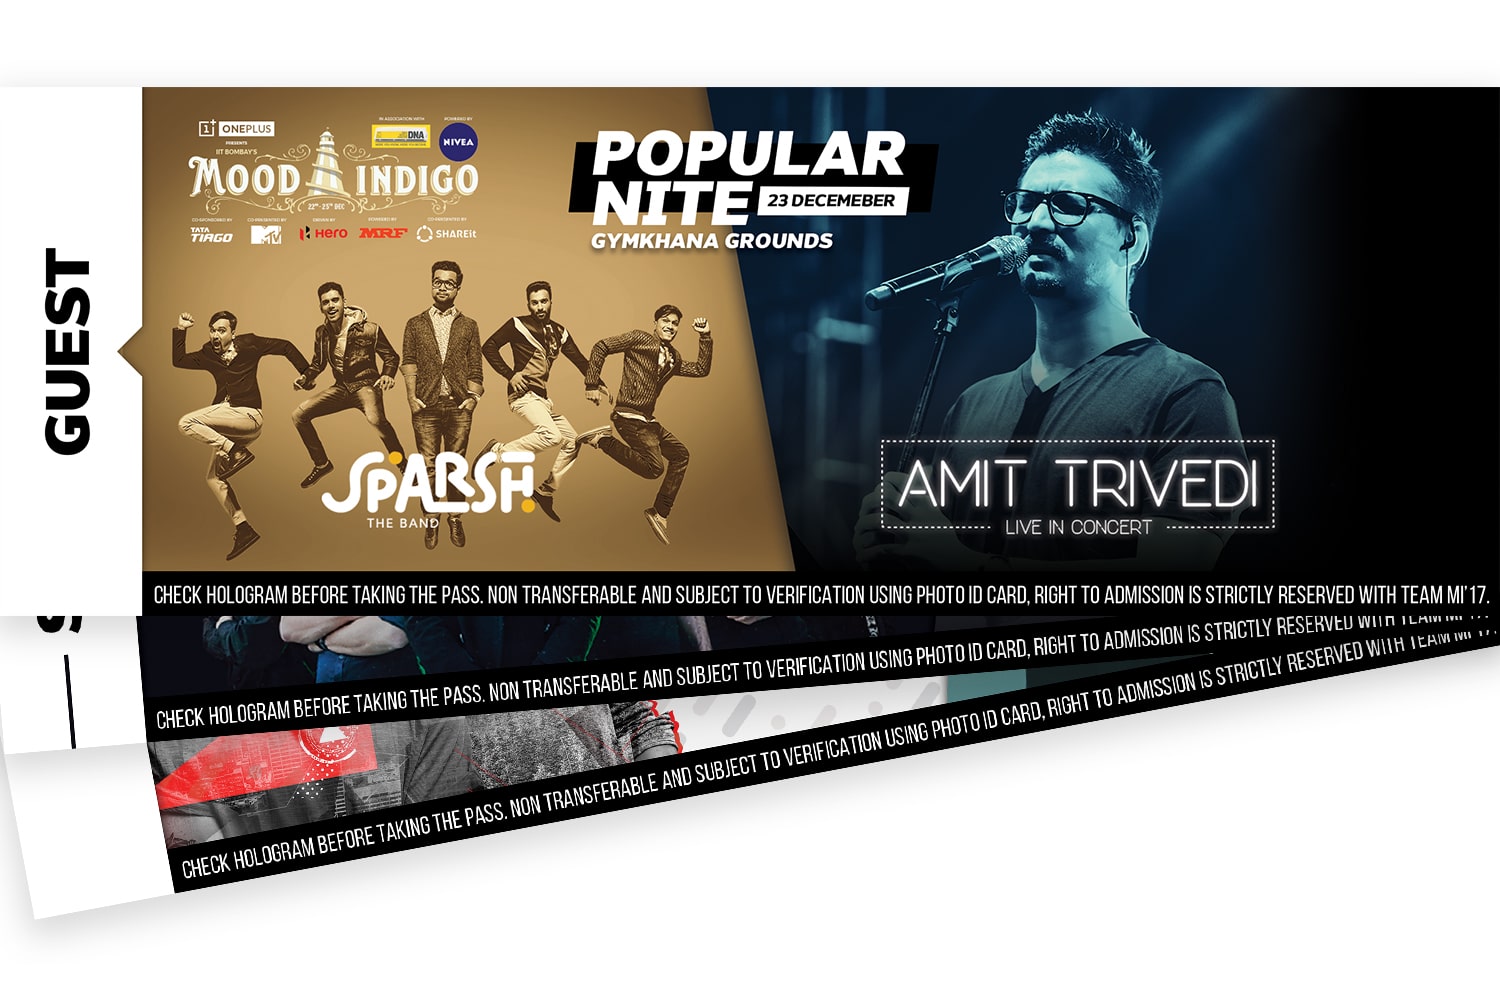 GUEST
1+ ONEPLUS
PRESENTS
IIT BOMBAY'S
MOOD INDIGO
22ND-25TH DEC
IN ASSOCIATION WITH
DNA
POWERED BY
NIVEA
CO-SPONSORED BY
TATA
TIAGO
CO-PRESENTED BY
MTV
DRIVEN BY
Hero
POWERED BY
MRF
CO-PRESENTED BY
SHAREit
POPULAR
NITE 23 DECEMEBER
GYMKHANA GROUNDS
SPARSH
THE BAND
AMIT TRIVEDI
LIVE IN CONCERT
CHECK HOLOGRAM BEFORE TAKING THE PASS. NON TRANSFERABLE AND SUBJECT TO VERIFICATION USING PHOTO ID CARD, RIGHT TO ADMISSION IS STRICTLY RESERVED WITH TEAM MI'17.
CHECK HOLOGRAM BEFORE TAKING THE PASS. NON TRANSFERABLE AND SUBJECT TO VERIFICATION USING PHOTO ID CARD, RIGHT TO ADMISSION IS STRICTLY RESERVED WITH TEAM
CHECK HOLOGRAM BEFORE TAKING THE PASS. NON TRANSFERABLE AND SUBJECT TO VERIFICATION USING PHOTO ID CARD, RIGHT TO ADMISSION IS STRICTLY RESERVED WITH TEAM